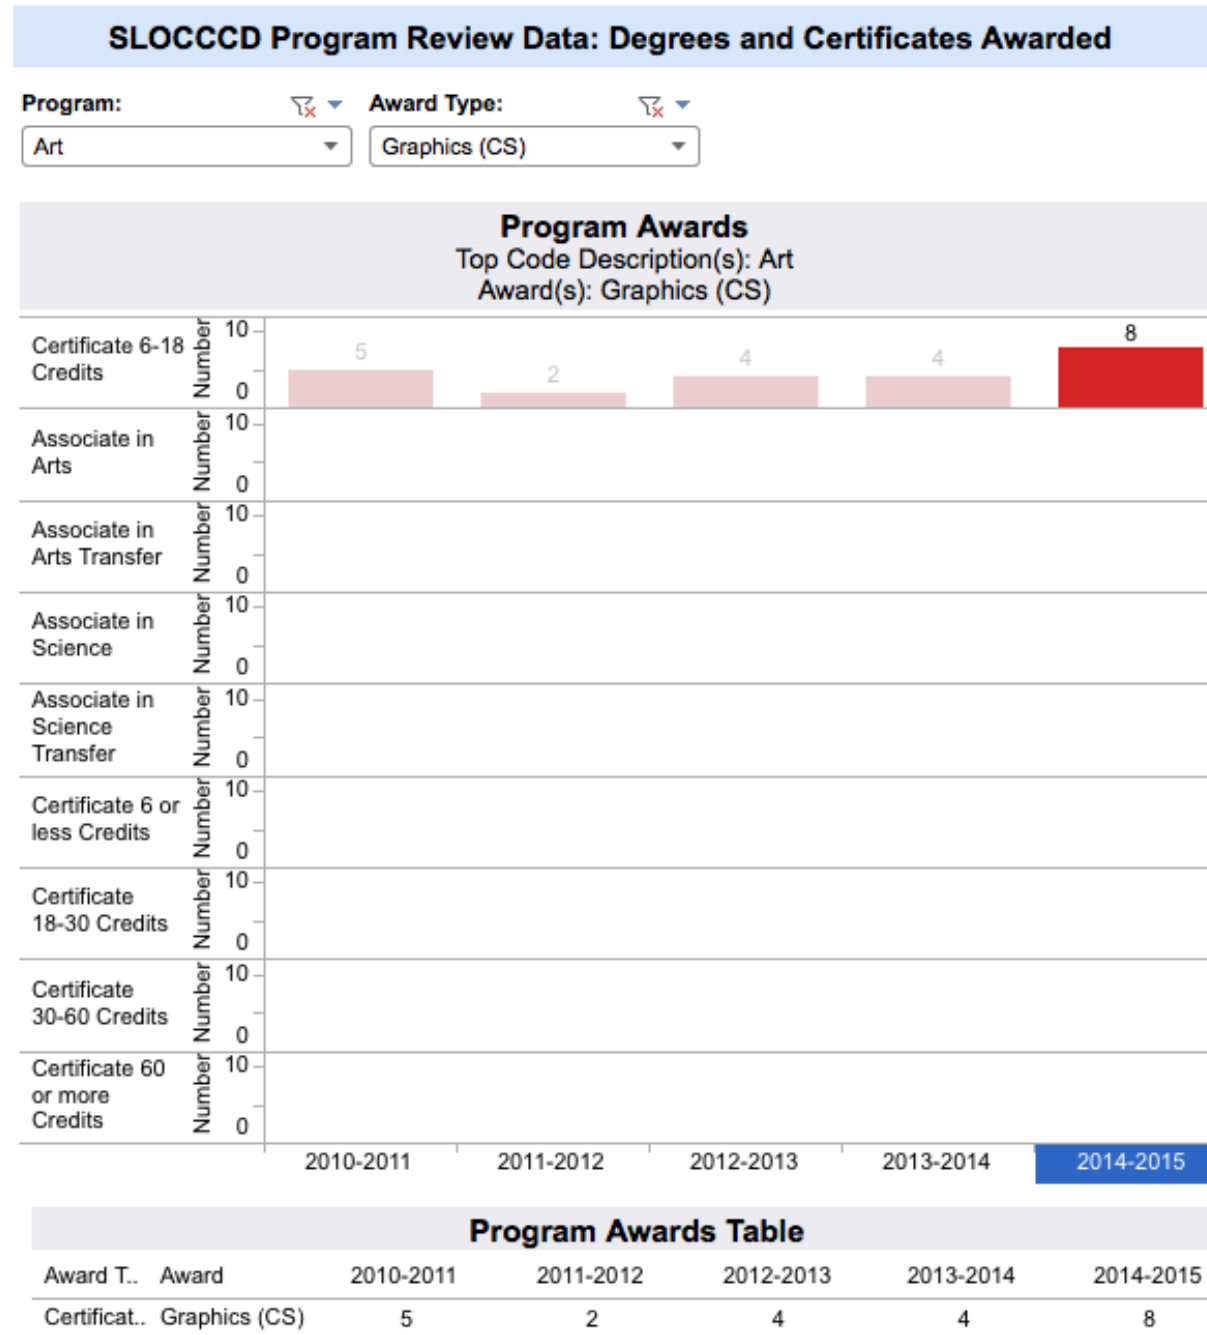 SLOCCCD Program Review Data: Degrees and Certificates Awarded
Program:
Award Type:
Art
Graphics (CS)
Program Awards
Top Code Description(s): Art
Award(s): Graphics (CS)
Certificate 6-18
Credits
Number
10
0
5
2
4
4
8
Associate in
Arts
Number
10
0
Associate in
Arts Transfer
Number
10
0
Associate in
Science
Number
10
0
Associate in
Science
Transfer
Number
10
0
Certificate 6 or
less Credits
Number
10
0
Certificate
18-30 Credits
Number
10
0
Certificate
30-60 Credits
Number
10
0
Certificate 60
or more
Credits
Number
10
0
2010-2011 2011-2012 2012-2013 2013-2014 2014-2015
Program Awards Table
Award T.. Award 2010-2011 2011-2012 2012-2013 2013-2014 2014-2015
Certificat.. Graphics (CS) 5 2 4 4 8